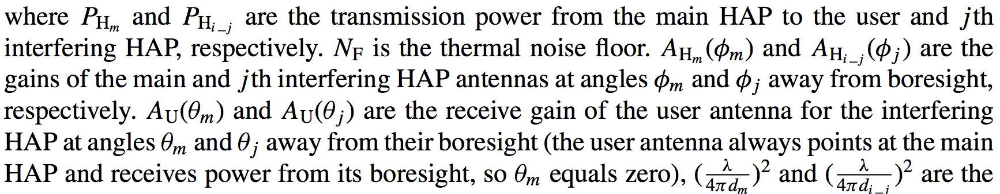 where $P_{\mathrm{H}_m}$ and $P_{\mathrm{H}_{i\_j}}$ are the transmission power from the main HAP to the user and $j$th
interfering HAP, respectively. $N_{\mathrm{F}}$ is the thermal noise floor. $A_{\mathrm{H}_m}(\phi_m)$ and $A_{\mathrm{H}_{i\_j}}(\phi_j)$ are the
gains of the main and $j$th interfering HAP antennas at angles $\phi_m$ and $\phi_j$ away from boresight,
respectively. $A_{\mathrm{U}}(\theta_m)$ and $A_{\mathrm{U}}(\theta_j)$ are the receive gain of the user antenna for the interfering
HAP at angles $\theta_m$ and $\theta_j$ away from their boresight (the user antenna always points at the main
HAP and receives power from its boresight, so $\theta_m$ equals zero), $(\frac{\lambda}{4\pi d_m})^2$ and $(\frac{\lambda}{4\pi d_{i\_j}})^2$ are the